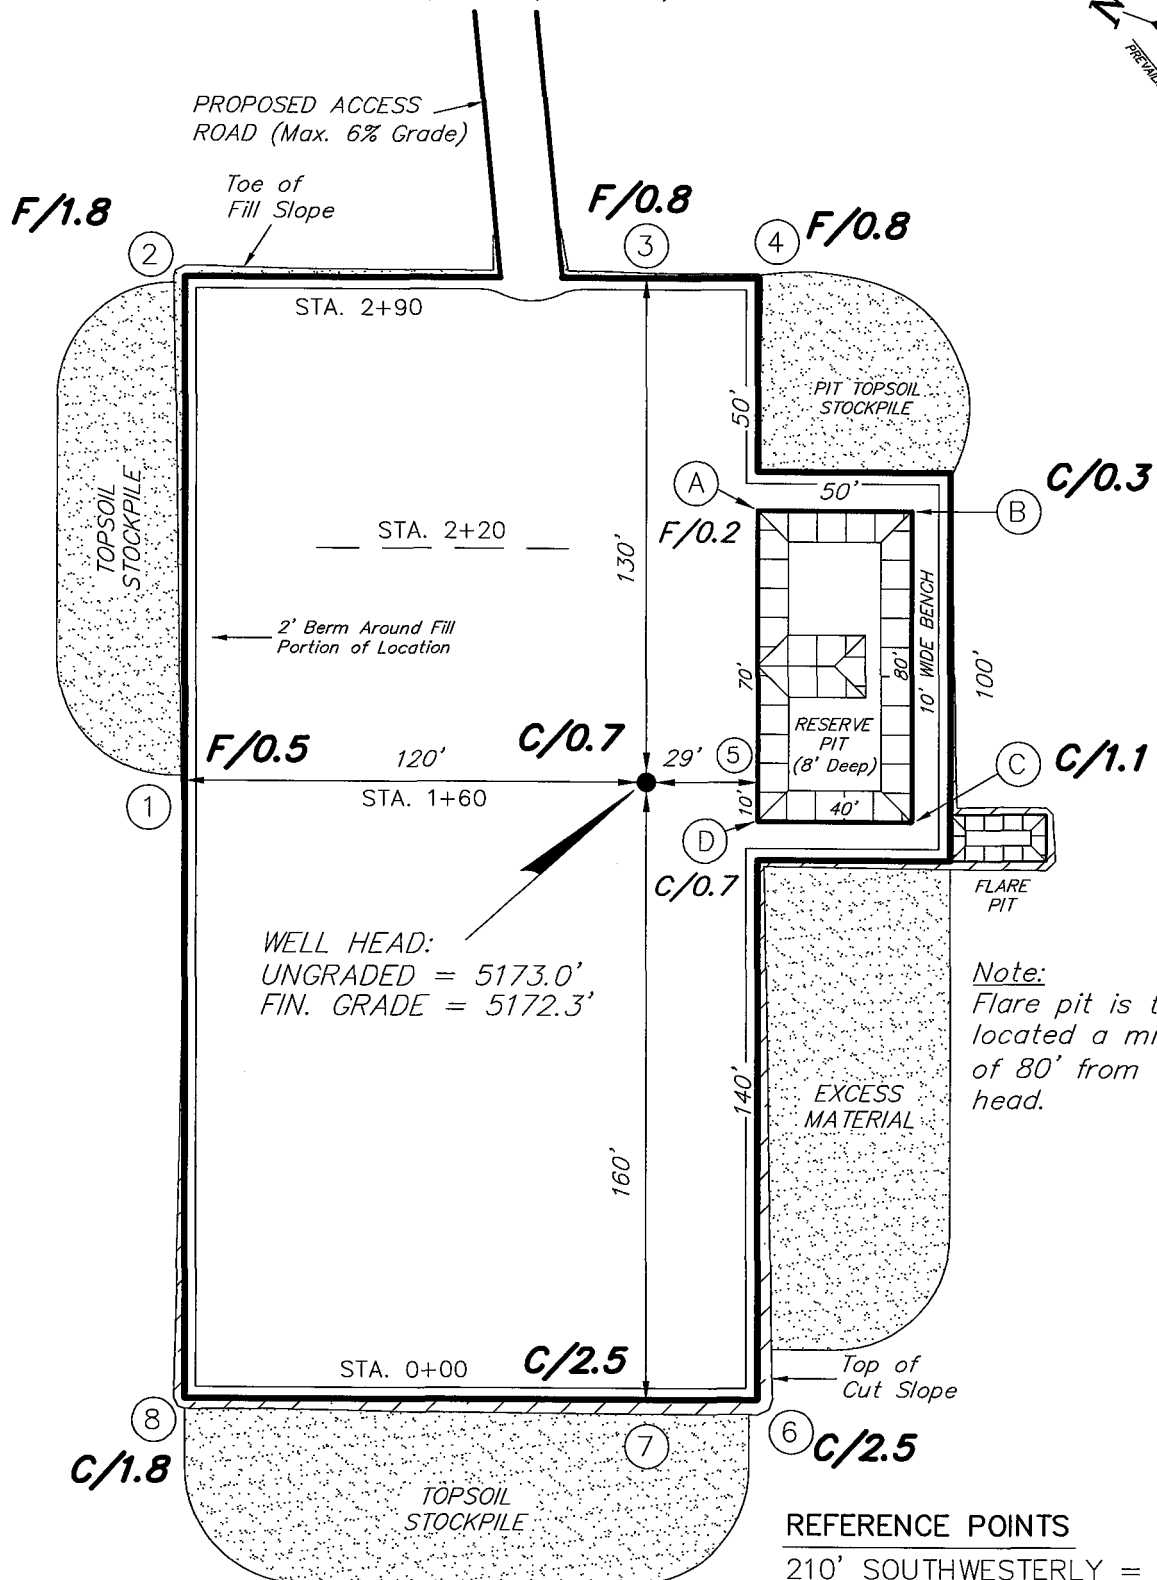 N
PROPOSED ACCESS
ROAD (Max. 6% Grade)
Toe of
Fill Slope
F/1.8
F/0.8
F/0.8
2
3
4
STA. 2+90
PIT TOPSOIL
STOCKPILE
50'
C/0.3
A
50'
B
F/0.2
TOPSOIL
STOCKPILE
STA. 2+20
130'
2' Berm Around Fill
Portion of Location
70'
80'
10' WIDE BENCH
100'
RESERVE
PIT
(8' Deep)
F/0.5
120'
C/0.7
29'
5
C
C/1.1
1
STA. 1+60
10'
40'
D
C/0.7
FLARE
PIT
WELL HEAD:
UNGRADED = 5173.0'
FIN. GRADE = 5172.3'
Note:
Flare pit is
located a
of 80' from
head.
140'
EXCESS
MATERIAL
160'
STA. 0+00
C/2.5
Top of
Cut Slope
8
7
6
C/1.8
C/2.5
TOPSOIL
STOCKPILE
REFERENCE POINTS
210' SOUTHWESTERLY =